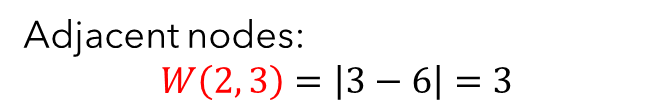 Adjacent nodes:
W(2,3) = |3 − 6| = 3